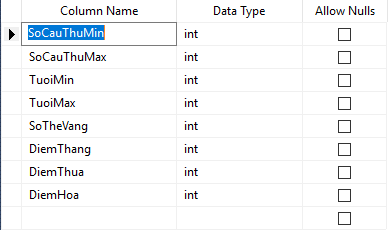 Column Name Data Type Allow Nulls
SoCauThuMin int
SoCauThuMax int
TuoiMin int
TuoiMax int
SoTheVang int
DiemThang int
DiemThua int
DiemHoa int